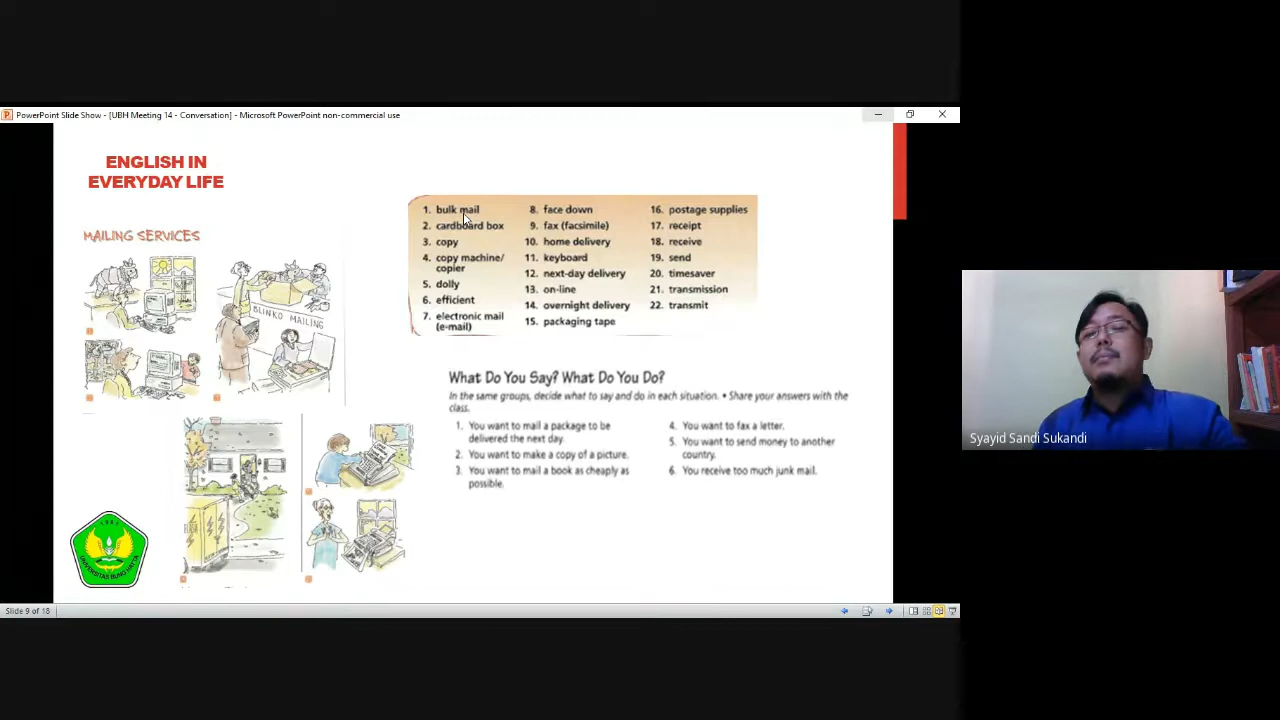 PowerPoint Slide Show - [UBH Meeting 14 - Conversation] - Microsoft PowerPoint non-commercial use
ENGLISH IN
EVERYDAY LIFE
MAILING SERVICES
BLINKO MAILING
1. bulk mail
2. cardboard box
3. copy
4. copy machine/
copier
5. dolly
6. efficient
7. electronic mail
(e-mail)
8. face down
9. fax (facsimile)
10. home delivery
11. keyboard
12. next-day delivery
13. on-line
14. overnight delivery
15. packaging tape
16. postage supplies
17. receipt
18. receive
19. send
20. timesaver
21. transmission
22. transmit
What Do You Say? What Do You Do?
In the same groups, decide what to say and do in each situation. • Share your answers with the
class.
1. You want to mail a package to be
delivered the next day.
2. You want to make a copy of a picture.
3. You want to mail a book as cheaply as
possible.
4. You want to fax a letter.
5. You want to send money to another
country.
6. You receive too much junk mail.
UNIVERSITAS BUNG HATTA
Slide 9 of 18
Syayid Sandi Sukandi